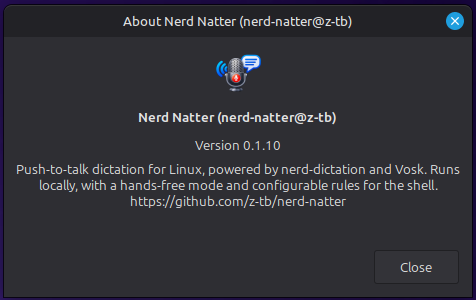 About Nerd Natter (nerd-natter@z-tb)
Nerd Natter (nerd-natter@z-tb)
Version 0.1.10
Push-to-talk dictation for Linux, powered by nerd-dictation and Vosk. Runs
locally, with a hands-free mode and configurable rules for the shell.
https://github.com/z-tb/nerd-natter
Close